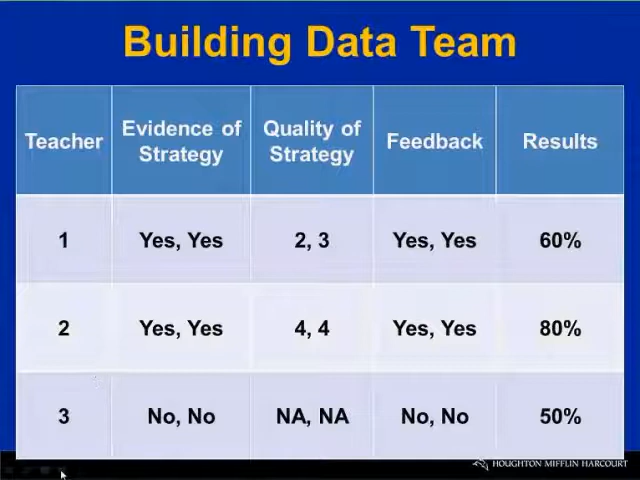 Building Data Team
Teacher Evidence of Strategy Quality of Strategy Feedback Results
1 Yes, Yes 2, 3 Yes, Yes 60%
2 Yes, Yes 4, 4 Yes, Yes 80%
3 No, No NA, NA No, No 50%
HOUGHTON MIFFLIN HARCOURT